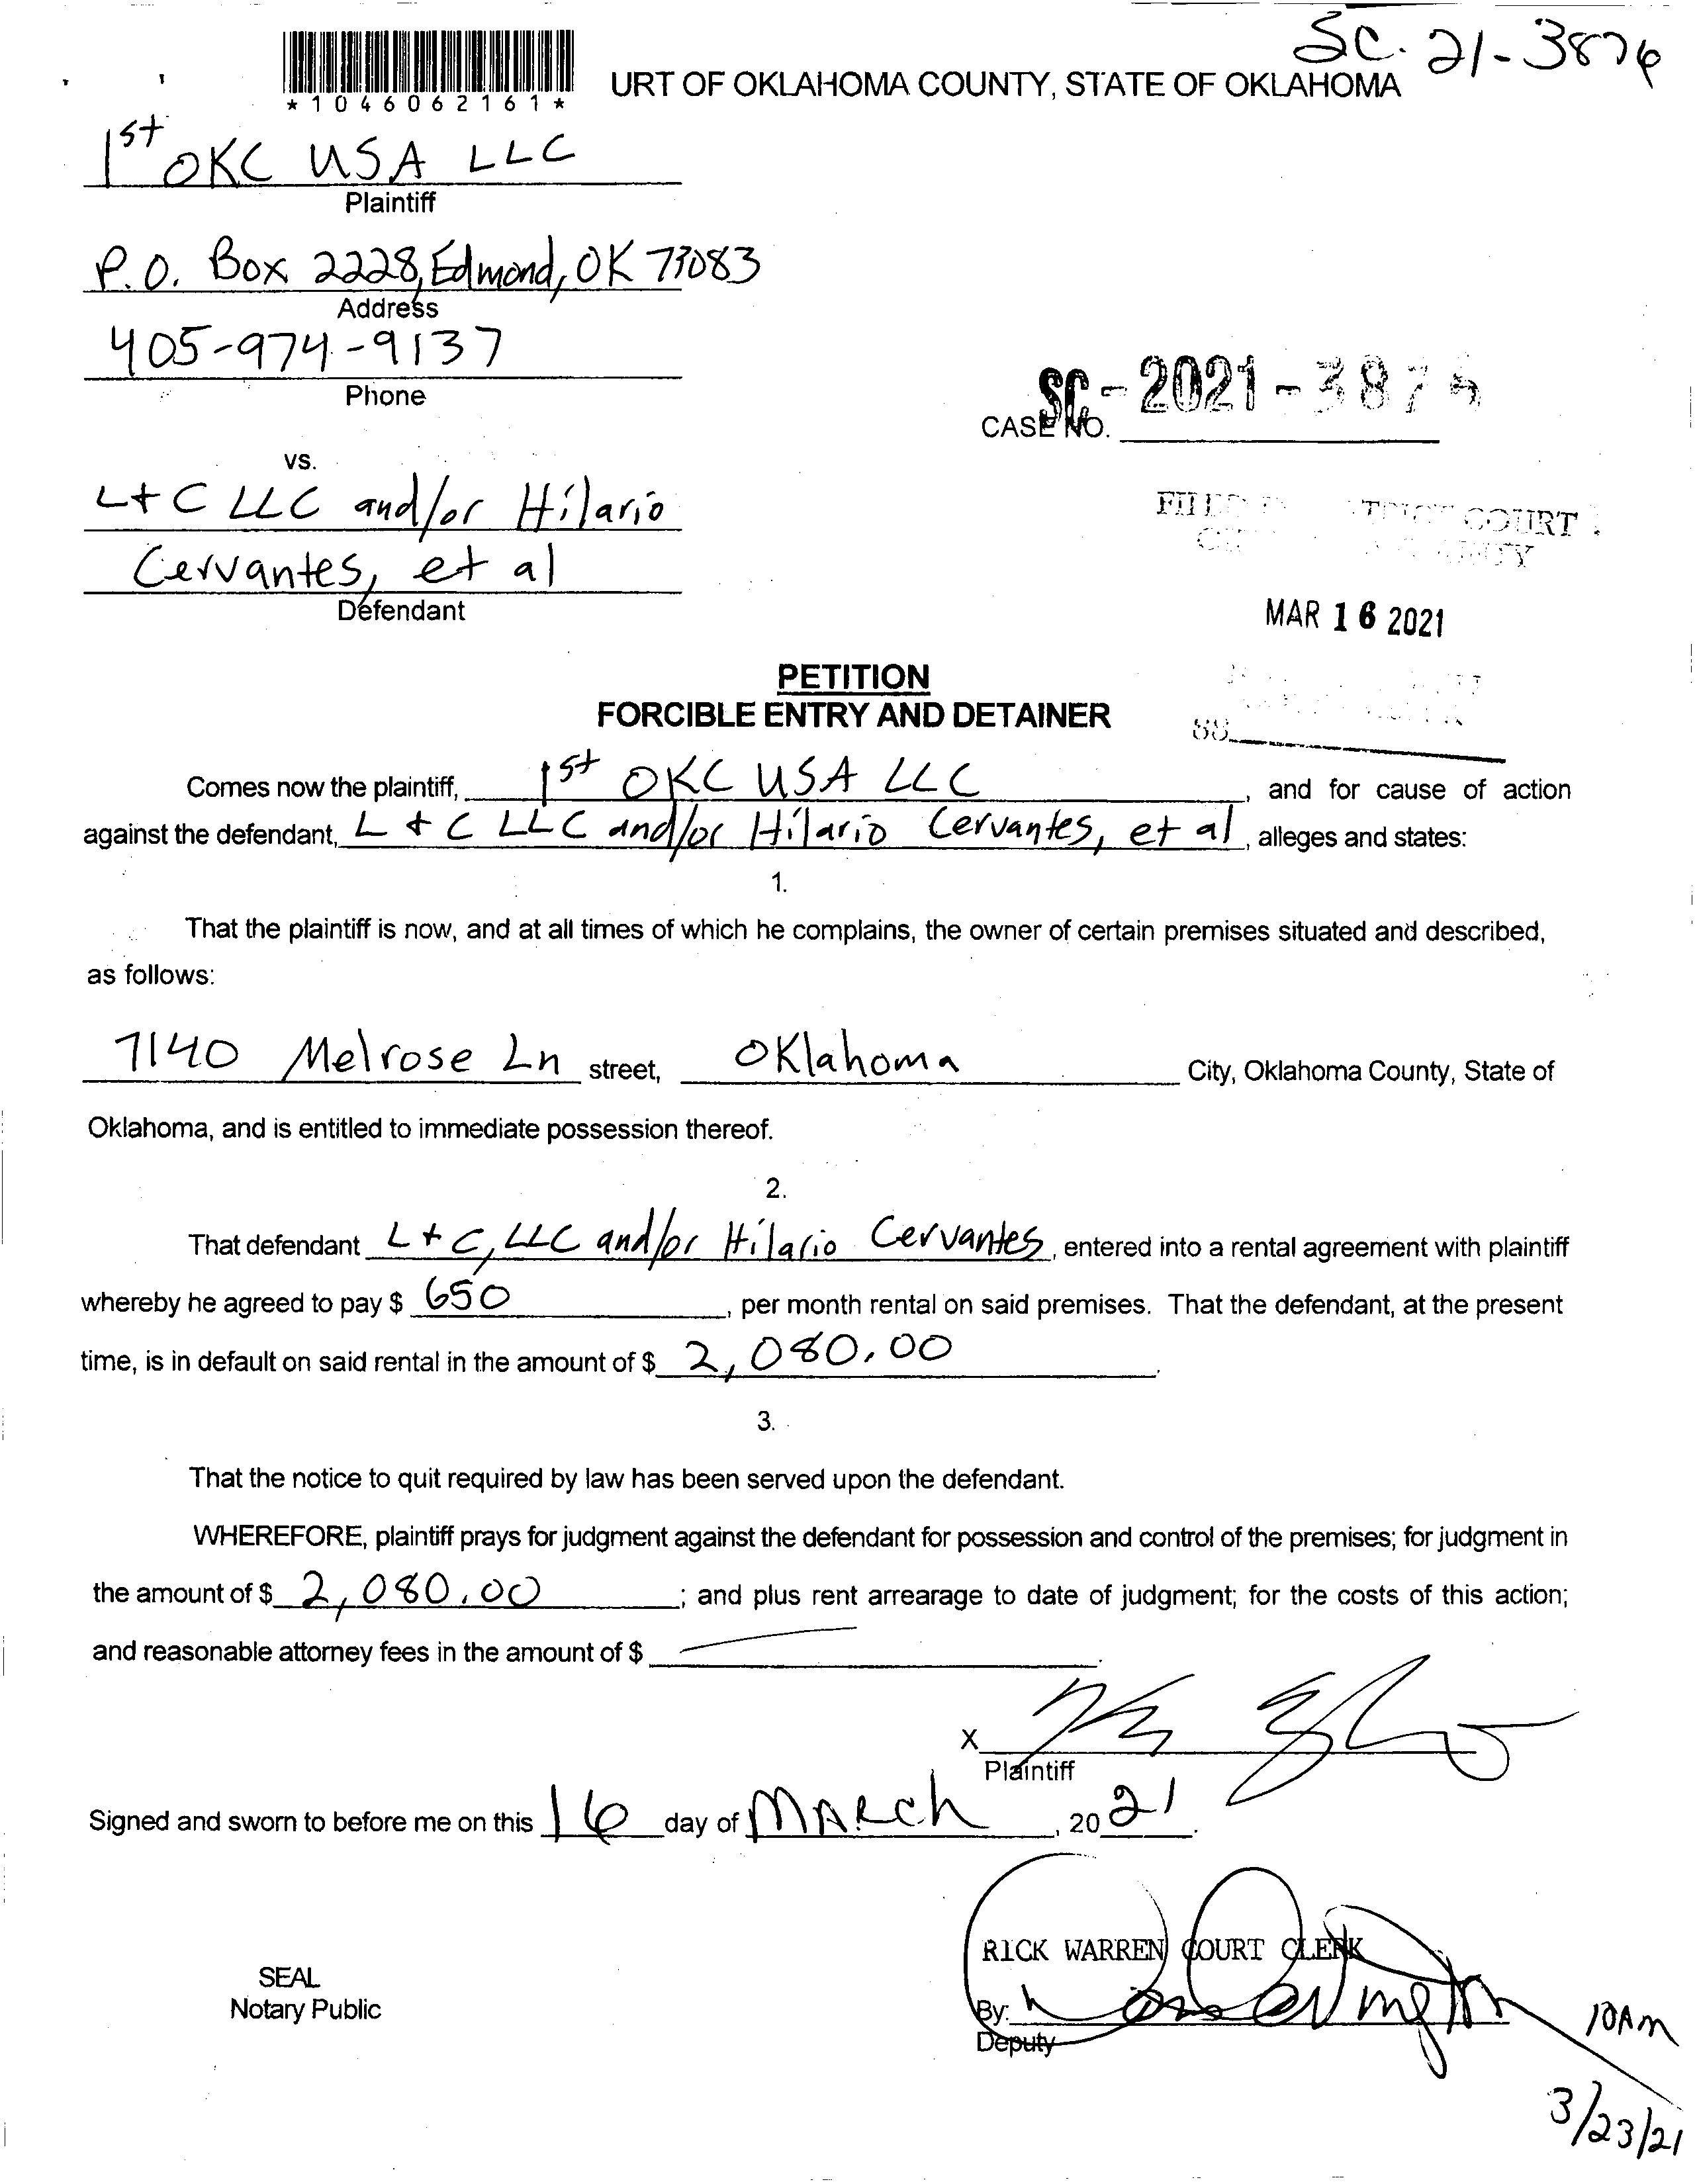 SC-21-3876
*1046062161*
URT OF OKLAHOMA COUNTY, STATE OF OKLAHOMA
1st OKC USA LLC
Plaintiff
P.O. Box 2228, Edmond, OK 73083
Address
405-974-9137
Phone
SC-2021-387
CASE NO.
vs.
L+C LLC and/or Hilario
Cervantes, et al
Defendant
COURT
MAR 16 2021
PETITION
FORCIBLE ENTRY AND DETAINER
Comes now the plaintiff, 1st OKC USA LLC, and for cause of action
against the defendant, L + C LLC and/or Hilario Cervantes, et al, alleges and states:
1.
That the plaintiff is now, and at all times of which he complains, the owner of certain premises situated and described,
as follows:
7140 Melrose Ln street, Oklahoma City, Oklahoma County, State of
Oklahoma, and is entitled to immediate possession thereof.
2.
That defendant L + C, LLC and/or Hilario Cervantes, entered into a rental agreement with plaintiff
whereby he agreed to pay $ 650, per month rental on said premises. That the defendant, at the present
time, is in default on said rental in the amount of $ 2,080.00.
3.
That the notice to quit required by law has been served upon the defendant.
WHEREFORE, plaintiff prays for judgment against the defendant for possession and control of the premises; for judgment in
the amount of $ 2,080.00; and plus rent arrearage to date of judgment; for the costs of this action;
and reasonable attorney fees in the amount of $
X
Plaintiff
Signed and sworn to before me on this 16 day of MARch, 2021.
RICK WARREN COURT CLERK
SEAL
Notary Public
By:
Deputy
10AM
3/23/21